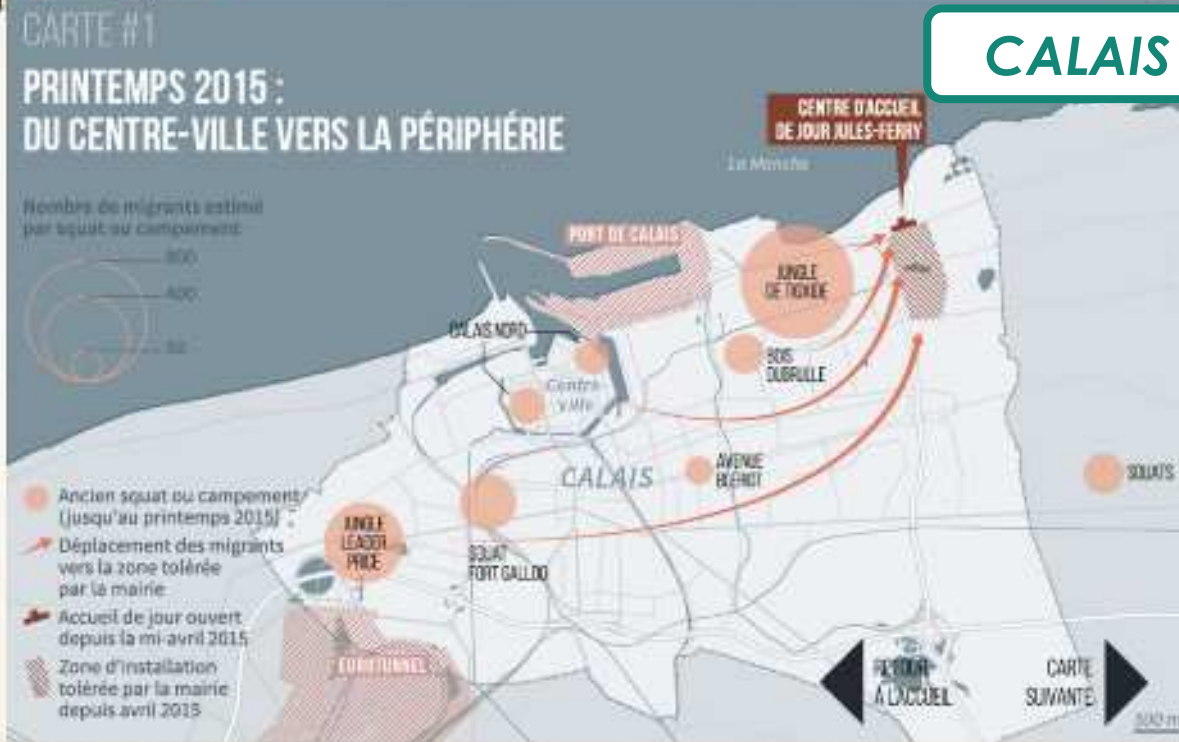 CARTE #1
CALAIS
PRINTEMPS 2015 :
DU CENTRE-VILLE VERS LA PÉRIPHÉRIE
CENTRE D'ACCUEIL
DE JOUR JULES-FERRY
La Manche
Nombre de migrants estimé
par squat ou campement
800
400
50
PORT DE CALAIS
JUNGLE
DE TIOXIDE
CALAIS NORD
BOIS
DUBRULLE
Centre-
ville
CALAIS
AVENUE
BLÉRIOT
SQUATS
JUNGLE
LEADER
PRICE
SQUAT
FORT GALLOO
Ancien squat ou campement
(jusqu'au printemps 2015)
Déplacement des migrants
vers la zone tolérée
par la mairie
Accueil de jour ouvert
depuis la mi-avril 2015
Zone d'installation
tolérée par la mairie
depuis avril 2015
EUROTUNNEL
RETOUR
À L'ACCUEIL
CARTE
SUIVANTE
500 m